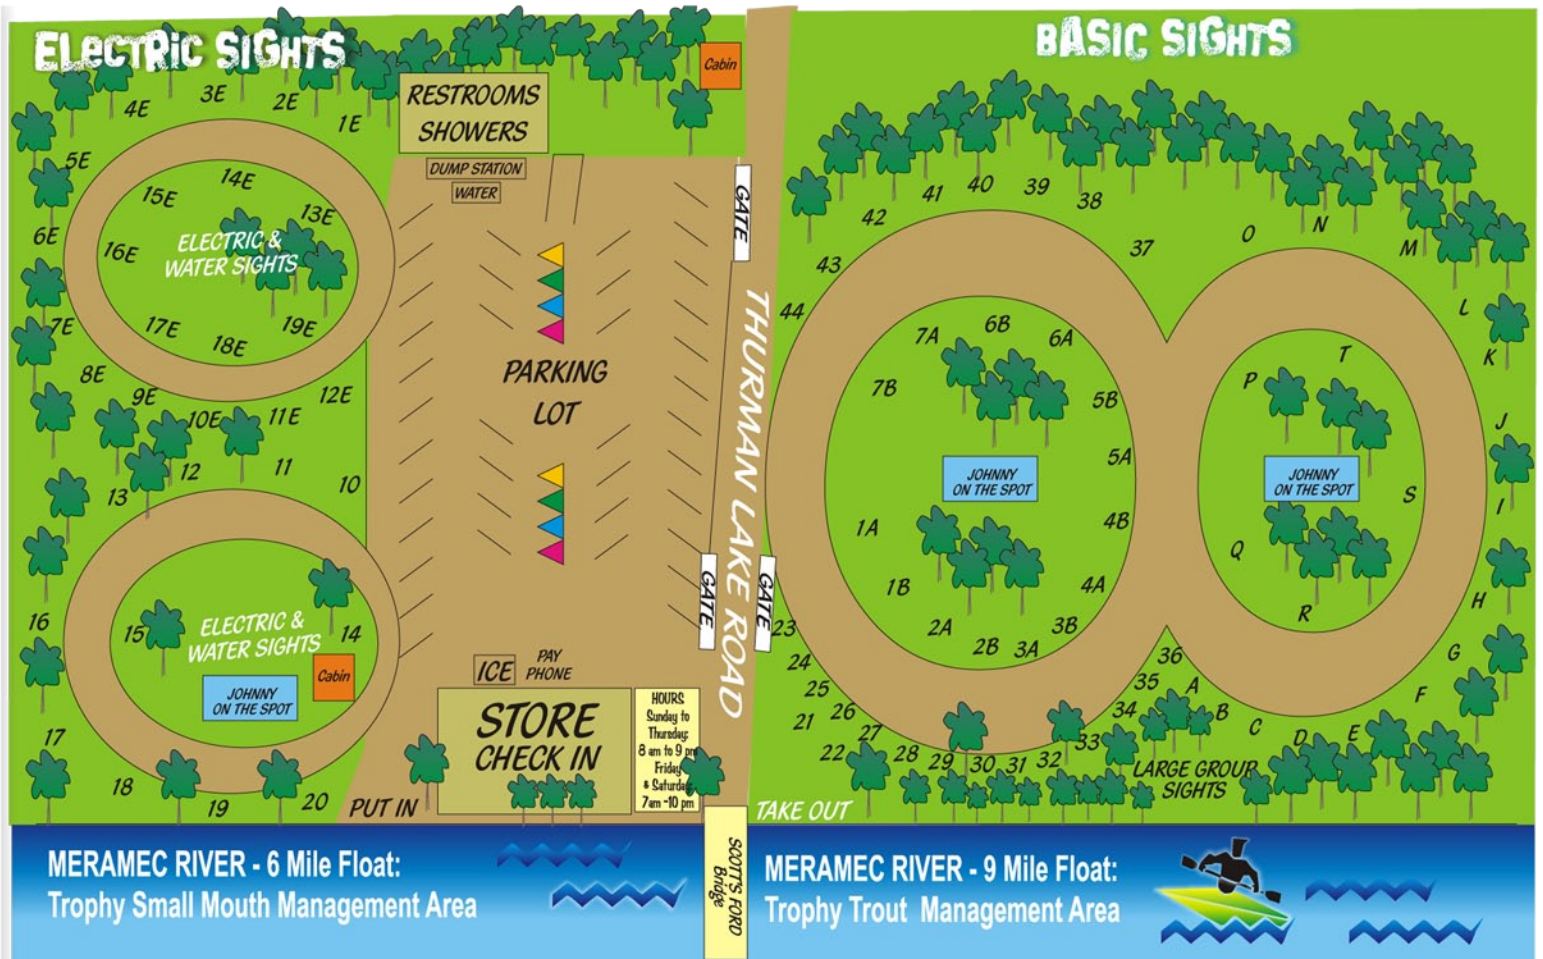 ELECTRIC SIGHTS
BASIC SIGHTS
Cabin
RESTROOMS
SHOWERS
DUMP STATION
WATER
4E
3E
2E
1E
5E
6E
7E
8E
9E
10E
11E
12E
13E
14E
15E
16E
17E
18E
19E
ELECTRIC &
WATER SIGHTS
10
11
12
13
16
17
18
19
20
15
14
ELECTRIC &
WATER SIGHTS
Cabin
JOHNNY
ON THE SPOT
PARKING
LOT
ICE
PAY
PHONE
STORE
CHECK IN
HOURS
Sunday to
Thursday:
8 am to 9 pm
Friday
& Saturday
7am -10 pm
PUT IN
GATE
GATE
GATE
THURMAN LAKE ROAD
TAKE OUT
44
43
42
41
40
39
38
37
O
N
M
L
K
J
I
H
G
F
E
D
C
B
A
36
35
34
33
32
31
30
29
28
27
26
25
24
23
21
22
7A
6B
6A
7B
5B
5A
4B
4A
3B
3A
2B
2A
1B
1A
JOHNNY
ON THE SPOT
P
T
S
Q
R
JOHNNY
ON THE SPOT
LARGE GROUP
SIGHTS
MERAMEC RIVER - 6 Mile Float:
Trophy Small Mouth Management Area
SCOTT'S FORD
Bridge
MERAMEC RIVER - 9 Mile Float:
Trophy Trout Management Area